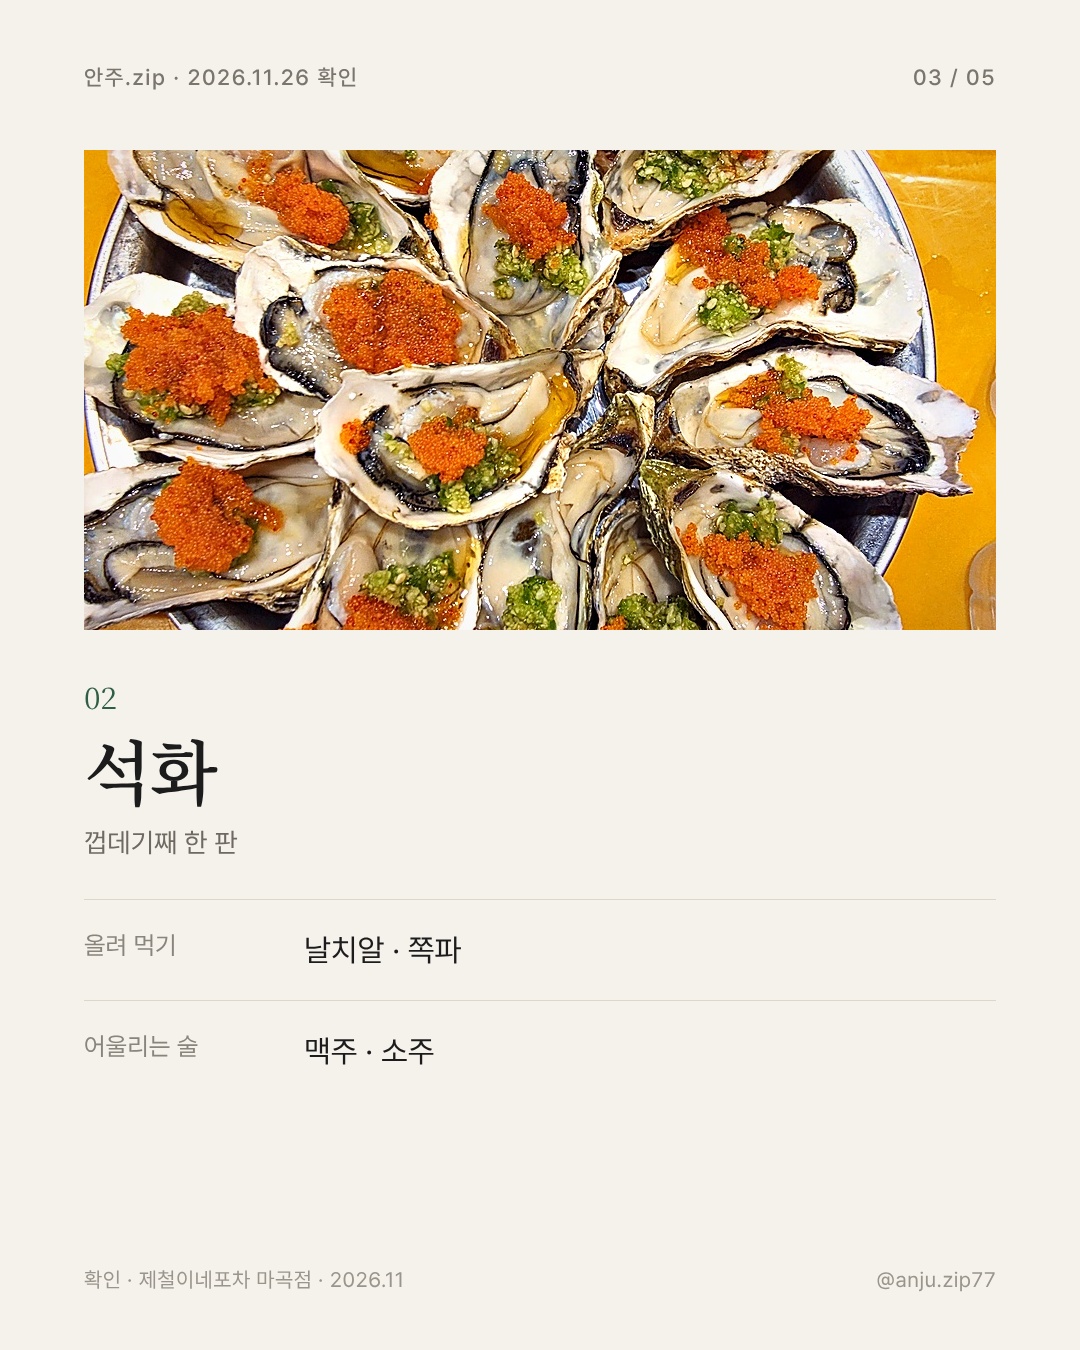 안주.zip · 2026.11.26 확인
03 / 05
02
석화
껍데기째 한 판
올려 먹기
날치알 · 쪽파
어울리는 술
맥주 · 소주
확인 · 제철이네포차 마곡점 · 2026.11
@anju.zip77